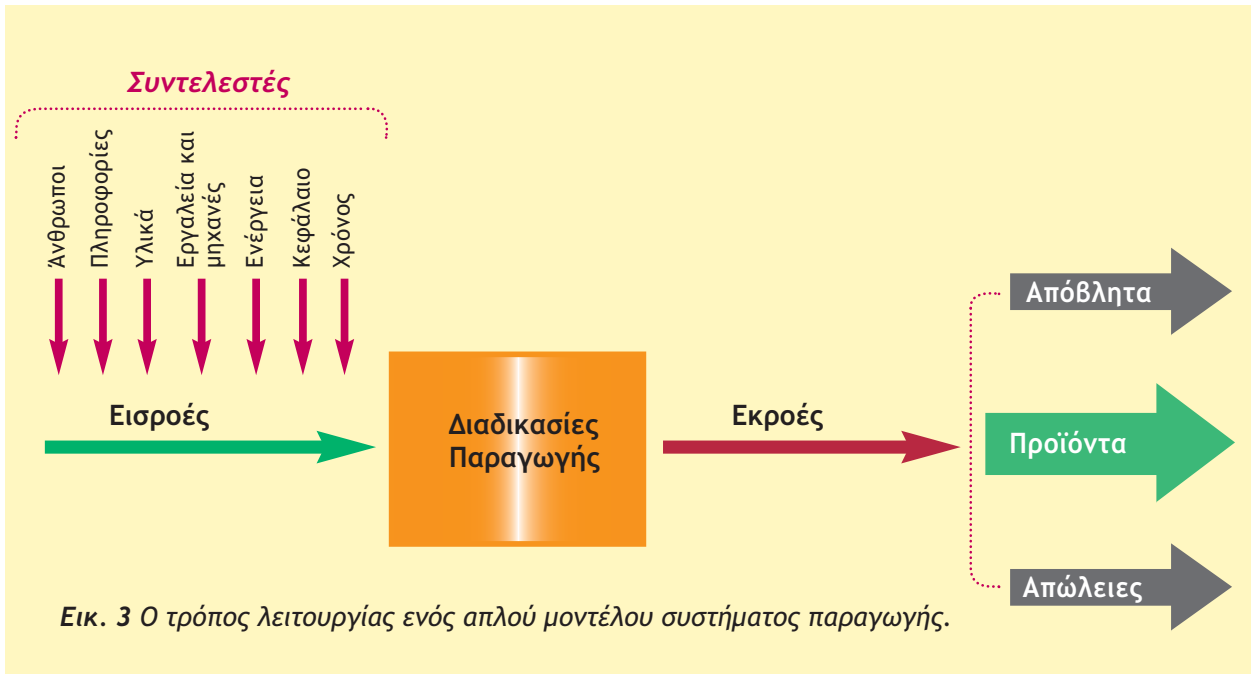 Συντελεστές
Άνθρωποι
Πληροφορίες
Υλικά
Εργαλεία και
μηχανές
Ενέργεια
Κεφάλαιο
Χρόνος
Εισροές
Διαδικασίες
Παραγωγής
Εκροές
Απόβλητα
Προϊόντα
Απώλειες
Εικ. 3 Ο τρόπος λειτουργίας ενός απλού μοντέλου συστήματος παραγωγής.